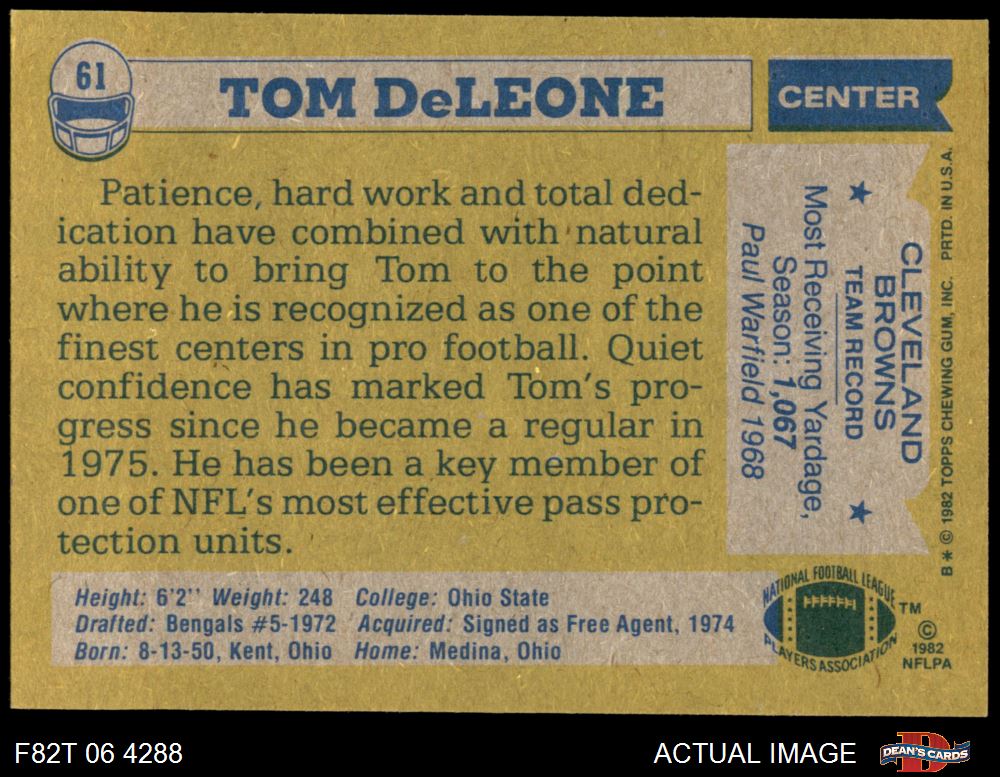 61
TOM DeLEONE
CENTER
Patience, hard work and total ded-
ication have combined with natural
ability to bring Tom to the point
where he is recognized as one of the
finest centers in pro football. Quiet
confidence has marked Tom's pro-
gress since he became a regular in
1975. He has been a key member of
one of NFL's most effective pass pro-
tection units.
CLEVELAND
BROWNS
★ TEAM RECORD ★
Most Receiving Yardage,
Season: 1,067
Paul Warfield 1968
B * © 1982 TOPPS CHEWING GUM, INC. PRTD. IN U.S.A.
Height: 6'2" Weight: 248 College: Ohio State
Drafted: Bengals #5-1972 Acquired: Signed as Free Agent, 1974
Born: 8-13-50, Kent, Ohio Home: Medina, Ohio
NATIONAL FOOTBALL LEAGUE
PLAYERS ASSOCIATION
TM
©
1982
NFLPA
F82T 06 4288
ACTUAL IMAGE
D
DEAN'S CARDS